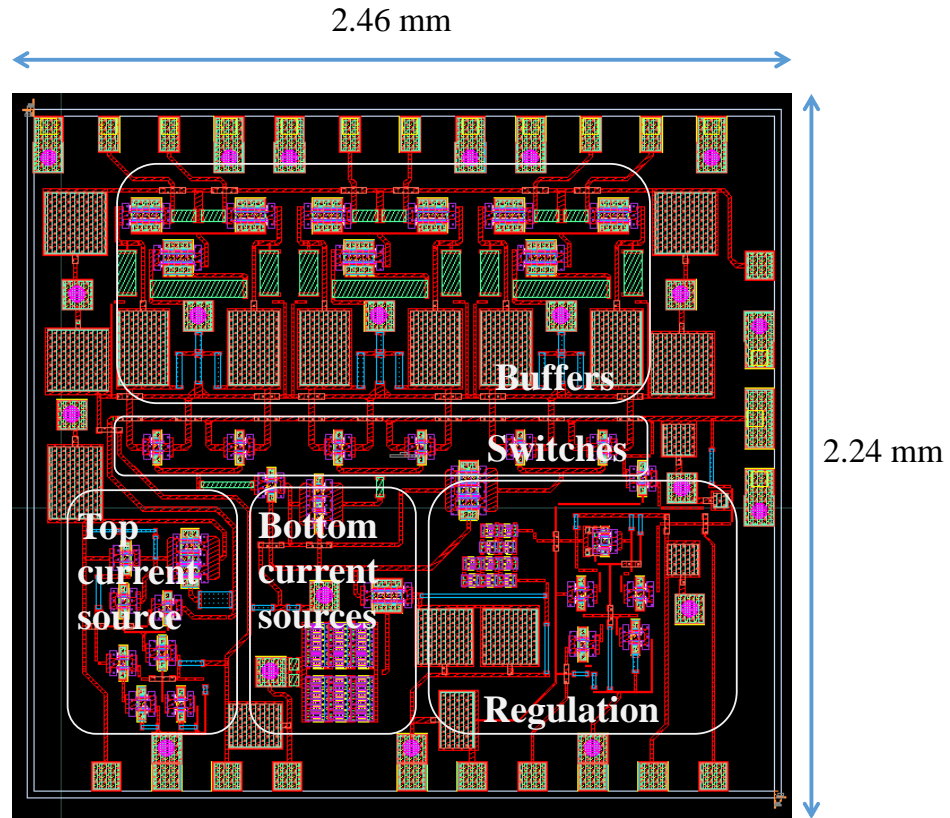 2.46 mm
Buffers
Switches
2.24 mm
Top
current
source
Bottom
current
sources
Regulation